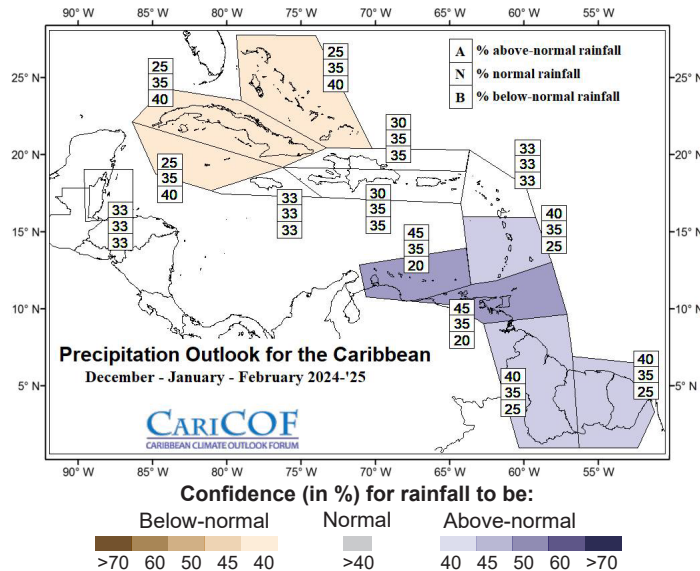 A % above-normal rainfall
N % normal rainfall
B % below-normal rainfall
25° N
20° N
15° N
10° N
5° N
25° N
20° N
15° N
10° N
5° N
25
35
40
25
35
40
25
35
40
30
35
35
33
33
33
33
33
33
33
33
33
30
35
35
40
35
25
45
35
20
45
35
20
40
35
25
40
35
25
Precipitation Outlook for the Caribbean
December - January - February 2024-'25
CARICOF
CARIBBEAN CLIMATE OUTLOOK FORUM
90° W 85° W 80° W 75° W 70° W 65° W 60° W 55° W
90° W 85° W 80° W 75° W 70° W 65° W 60° W 55° W
Confidence (in %) for rainfall to be:
Below-normal Normal Above-normal
>70 60 50 45 40 >40 40 45 50 60 >70